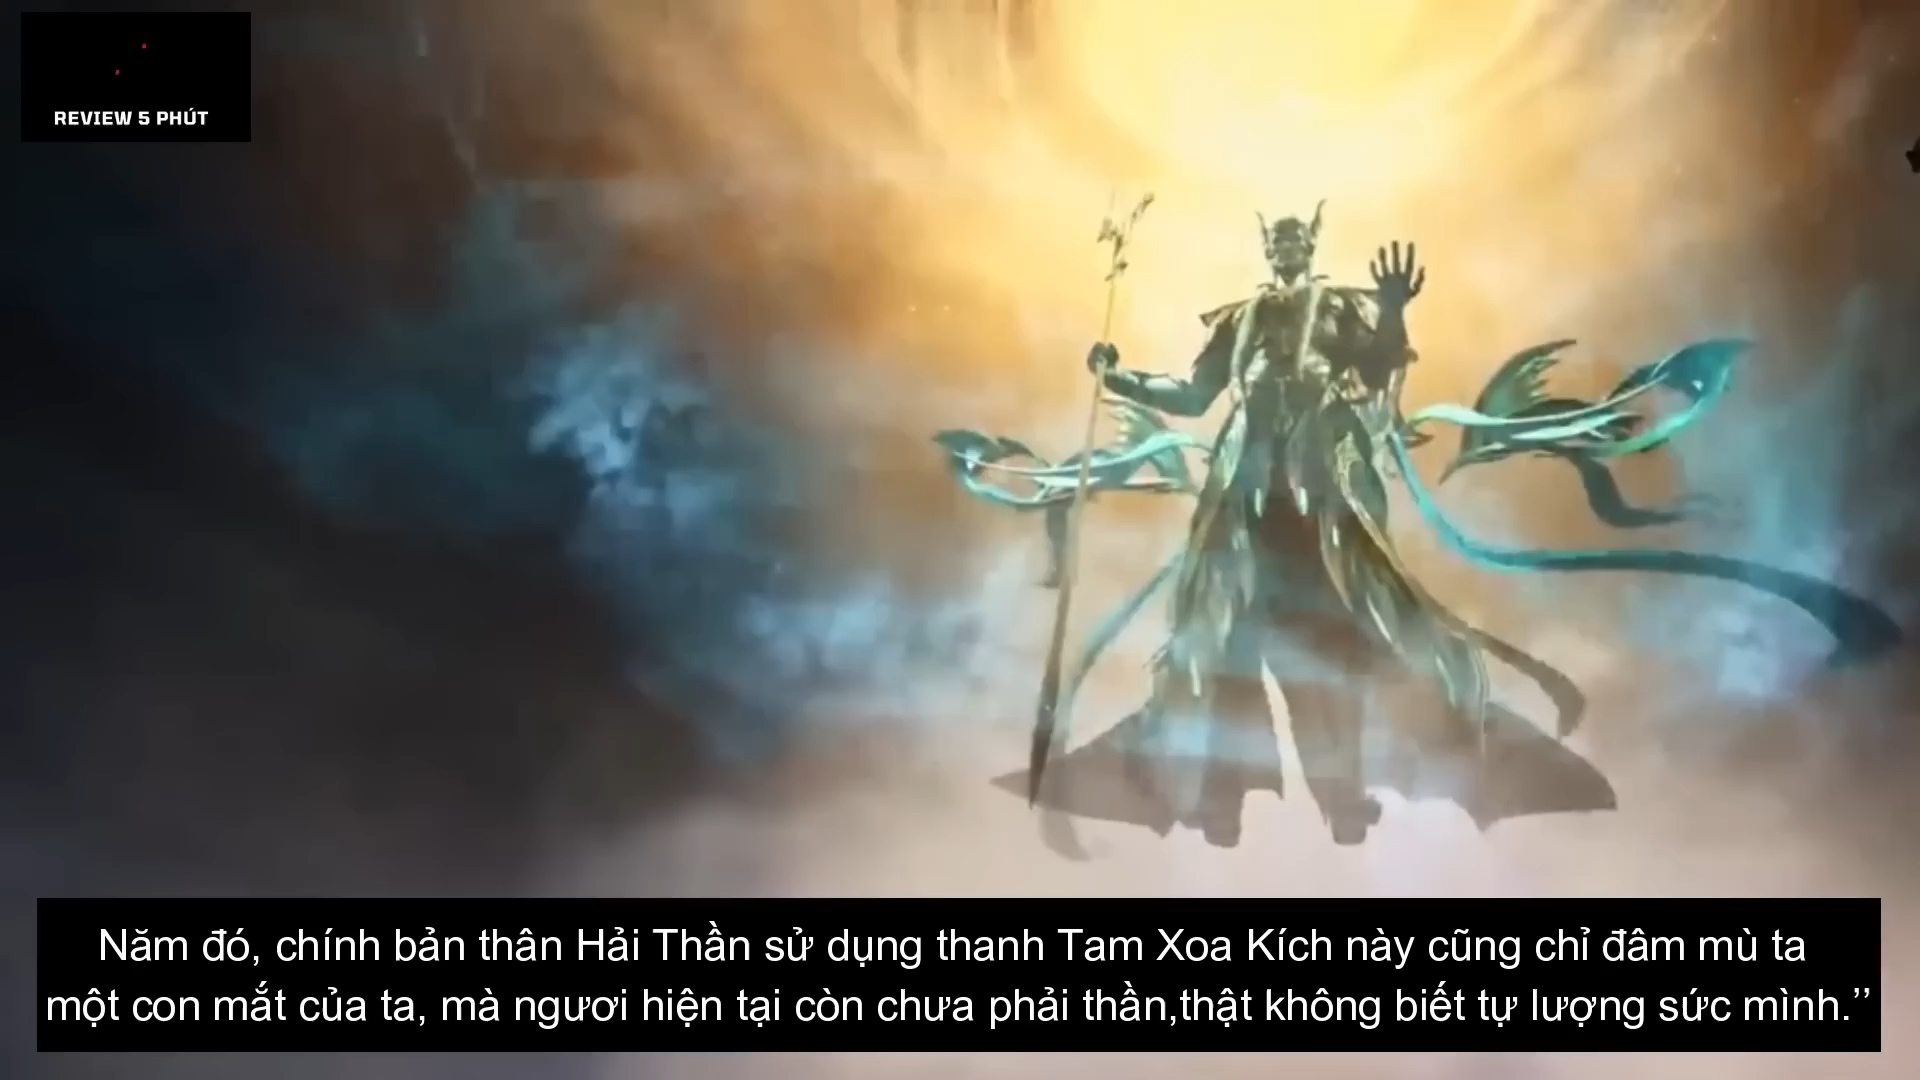 REVIEW 5 PHÚT
Năm đó, chính bản thân Hải Thần sử dụng thanh Tam Xoa Kích này cũng chỉ đâm mù ta
một con mắt của ta, mà ngươi hiện tại còn chưa phải thần,thật không biết tự lượng sức mình.’’